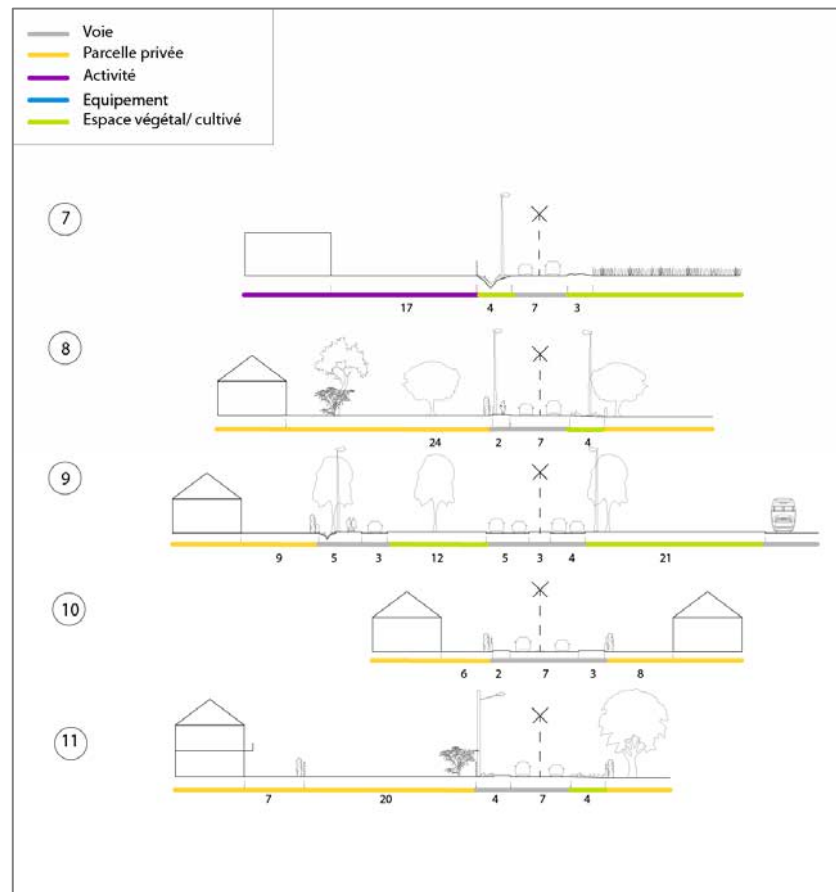 Voie
Parcelle privée
Activité
Equipement
Espace végétal/ cultivé
7
17 4 7 3
8
24 2 7 4
9
9 5 3 12 5 3 4 21
10
6 2 7 3 8
11
7 20 4 7 4